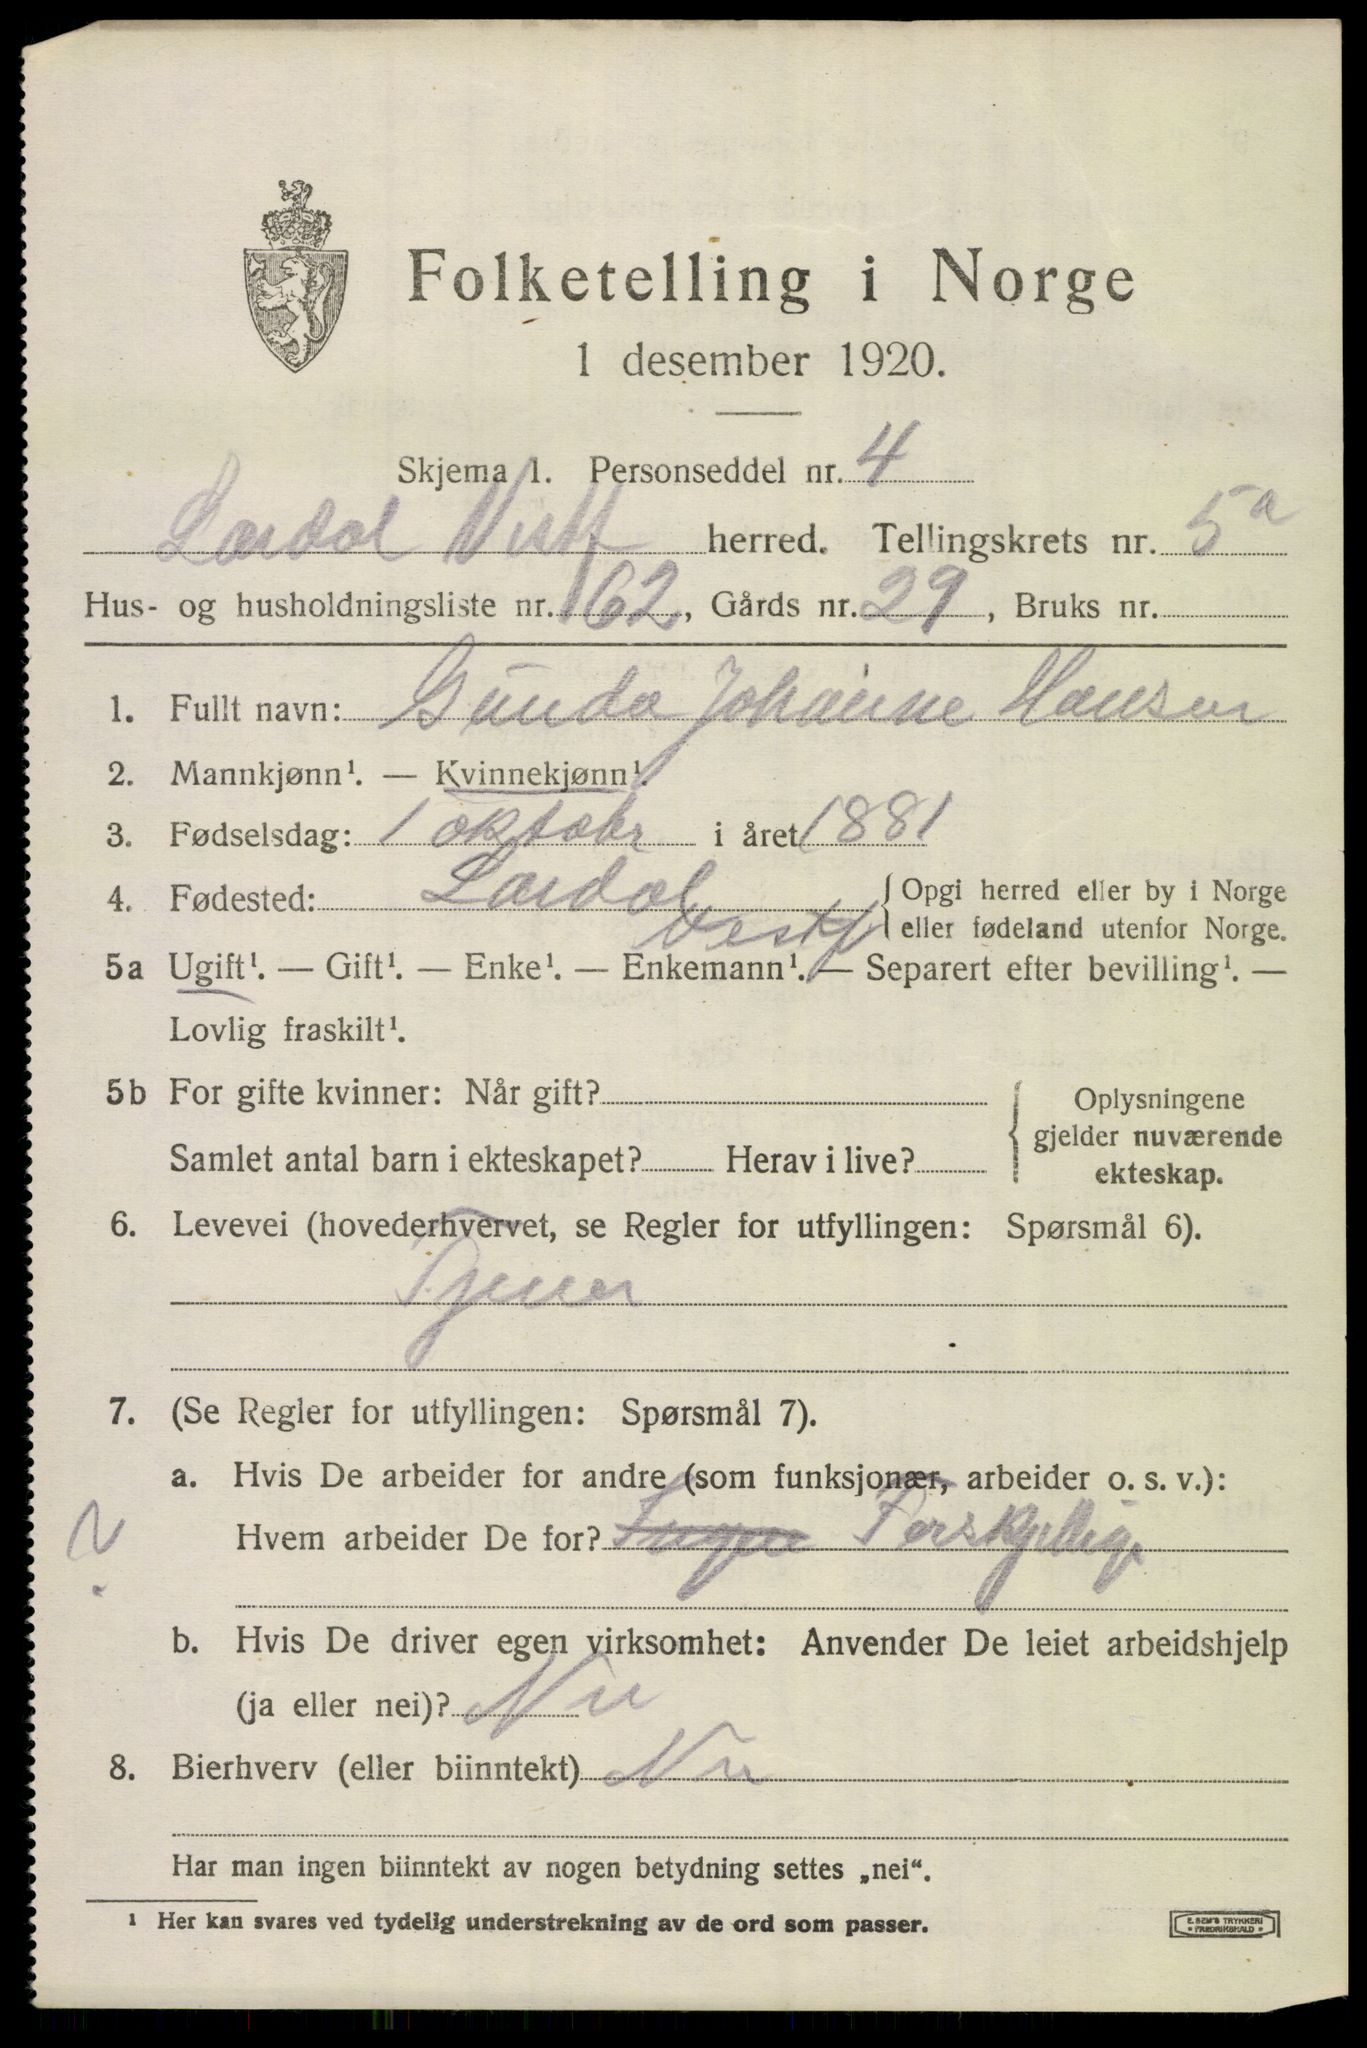 Folketelling i Norge
1 desember 1920.
Skjema 1. Personseddel nr. 4
Lardal Vestf herred. Tellingskrets nr. 5a
Hus- og husholdningsliste nr. 62, Gårds nr. 29, Bruks nr.
1. Fullt navn: Gunda Johanne Hansen
2. Mannkjønn¹. — Kvinnekjønn¹.
3. Fødselsdag: 1 oktobr i året 1881
4. Fødested: Lardal Vestf { Opgi herred eller by i Norge
eller fødeland utenfor Norge.
5a Ugift¹. — Gift¹. — Enke¹. — Enkemann¹. — Separert efter bevilling¹. —
Lovlig fraskilt¹.
5b For gifte kvinner: Når gift? { Oplysningene
gjelder nuværende
Samlet antal barn i ekteskapet? Herav i live?
ekteskap.
6. Levevei (hovederhvervet, se Regler for utfyllingen: Spørsmål 6).
Tjener
7. (Se Regler for utfyllingen: Spørsmål 7).
a. Hvis De arbeider for andre (som funksjonær, arbeider o. s. v.):
Hvem arbeider De for? Ingen Forskjellige
b. Hvis De driver egen virksomhet: Anvender De leiet arbeidshjelp
(ja eller nei)? Nei
8. Bierhverv (eller biinntekt) Nei
Har man ingen biinntekt av nogen betydning settes „nei“.
¹ Her kan svares ved tydelig understrekning av de ord som passer.
E. SEM'S TRYKKERI
* FREDRIKSHALD *